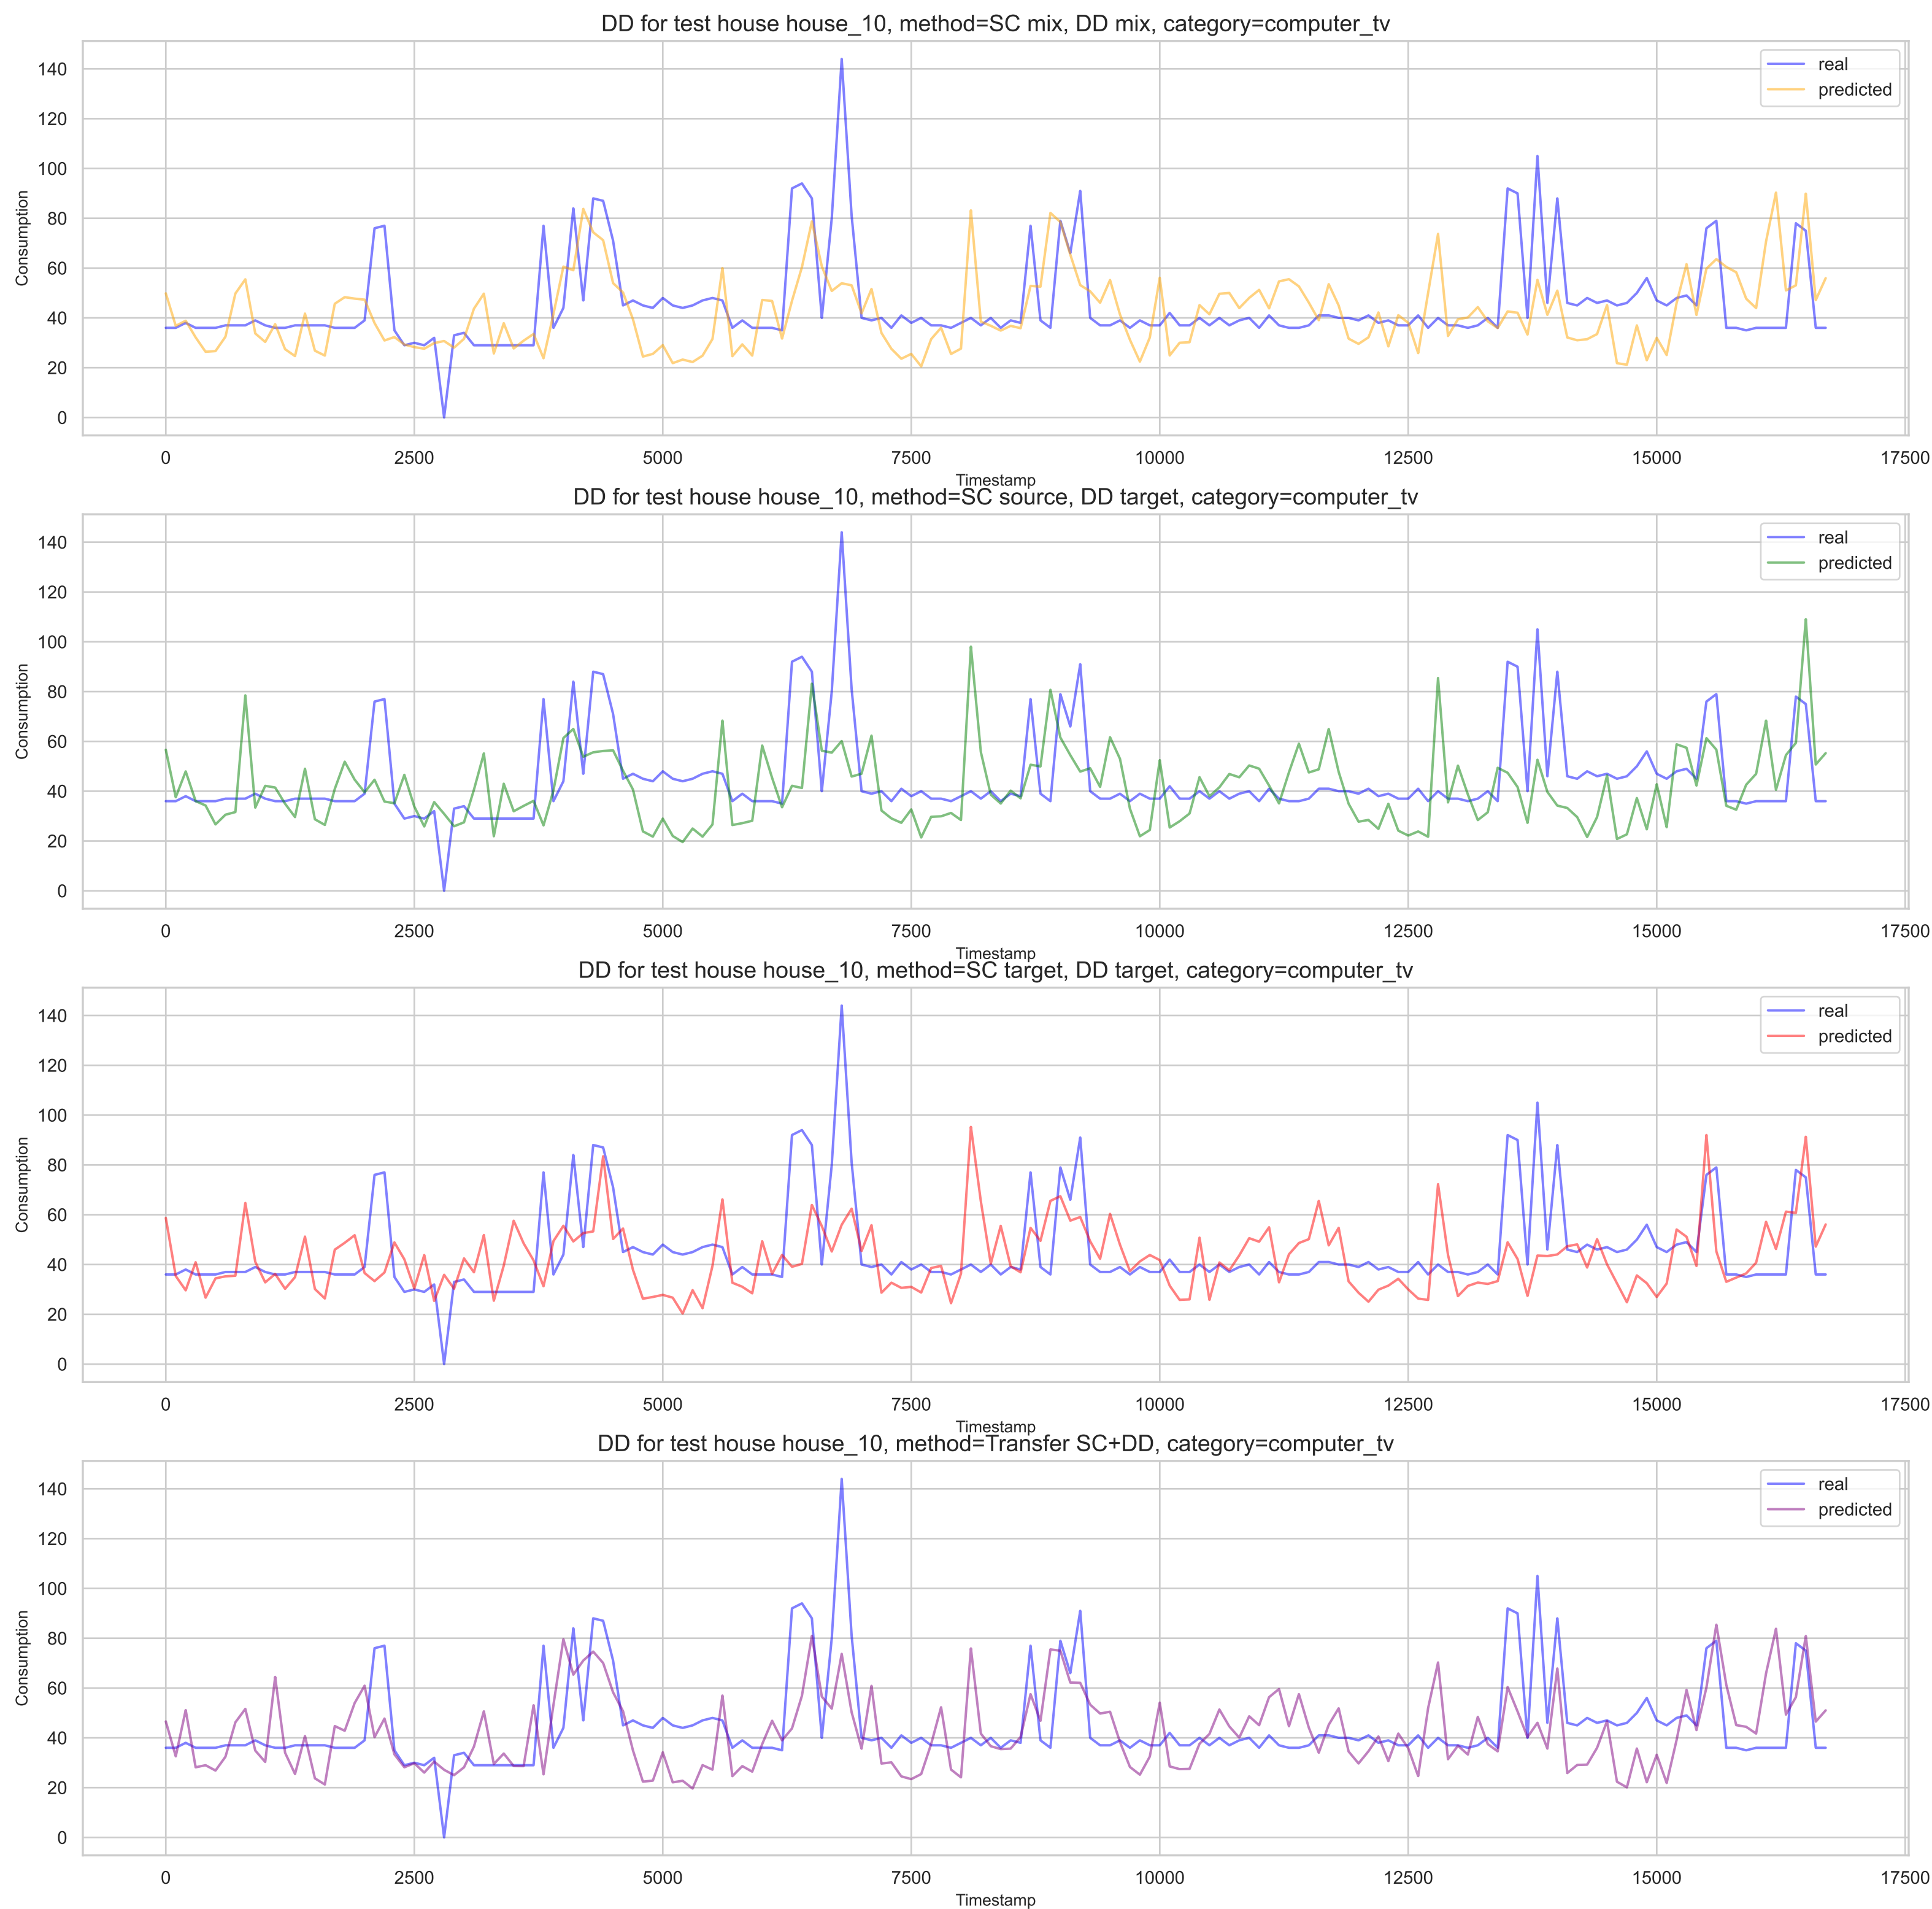 DD for test house house_10, method=SC mix, DD mix, category=computer_tv
real
predicted
Consumption
140
120
100
80
60
40
20
0
0 2500 5000 7500 10000 12500 15000 17500
Timestamp
DD for test house house_10, method=SC source, DD target, category=computer_tv
real
predicted
Consumption
140
120
100
80
60
40
20
0
0 2500 5000 7500 10000 12500 15000 17500
Timestamp
DD for test house house_10, method=SC target, DD target, category=computer_tv
real
predicted
Consumption
140
120
100
80
60
40
20
0
0 2500 5000 7500 10000 12500 15000 17500
Timestamp
DD for test house house_10, method=Transfer SC+DD, category=computer_tv
real
predicted
Consumption
140
120
100
80
60
40
20
0
0 2500 5000 7500 10000 12500 15000 17500
Timestamp